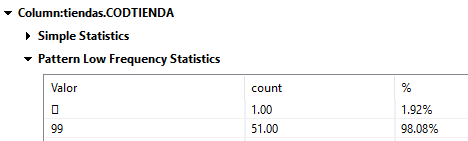 Column:tiendas.CODTIENDA
Simple Statistics
Pattern Low Frequency Statistics
Valor count %
▯ 1.00 1.92%
99 51.00 98.08%